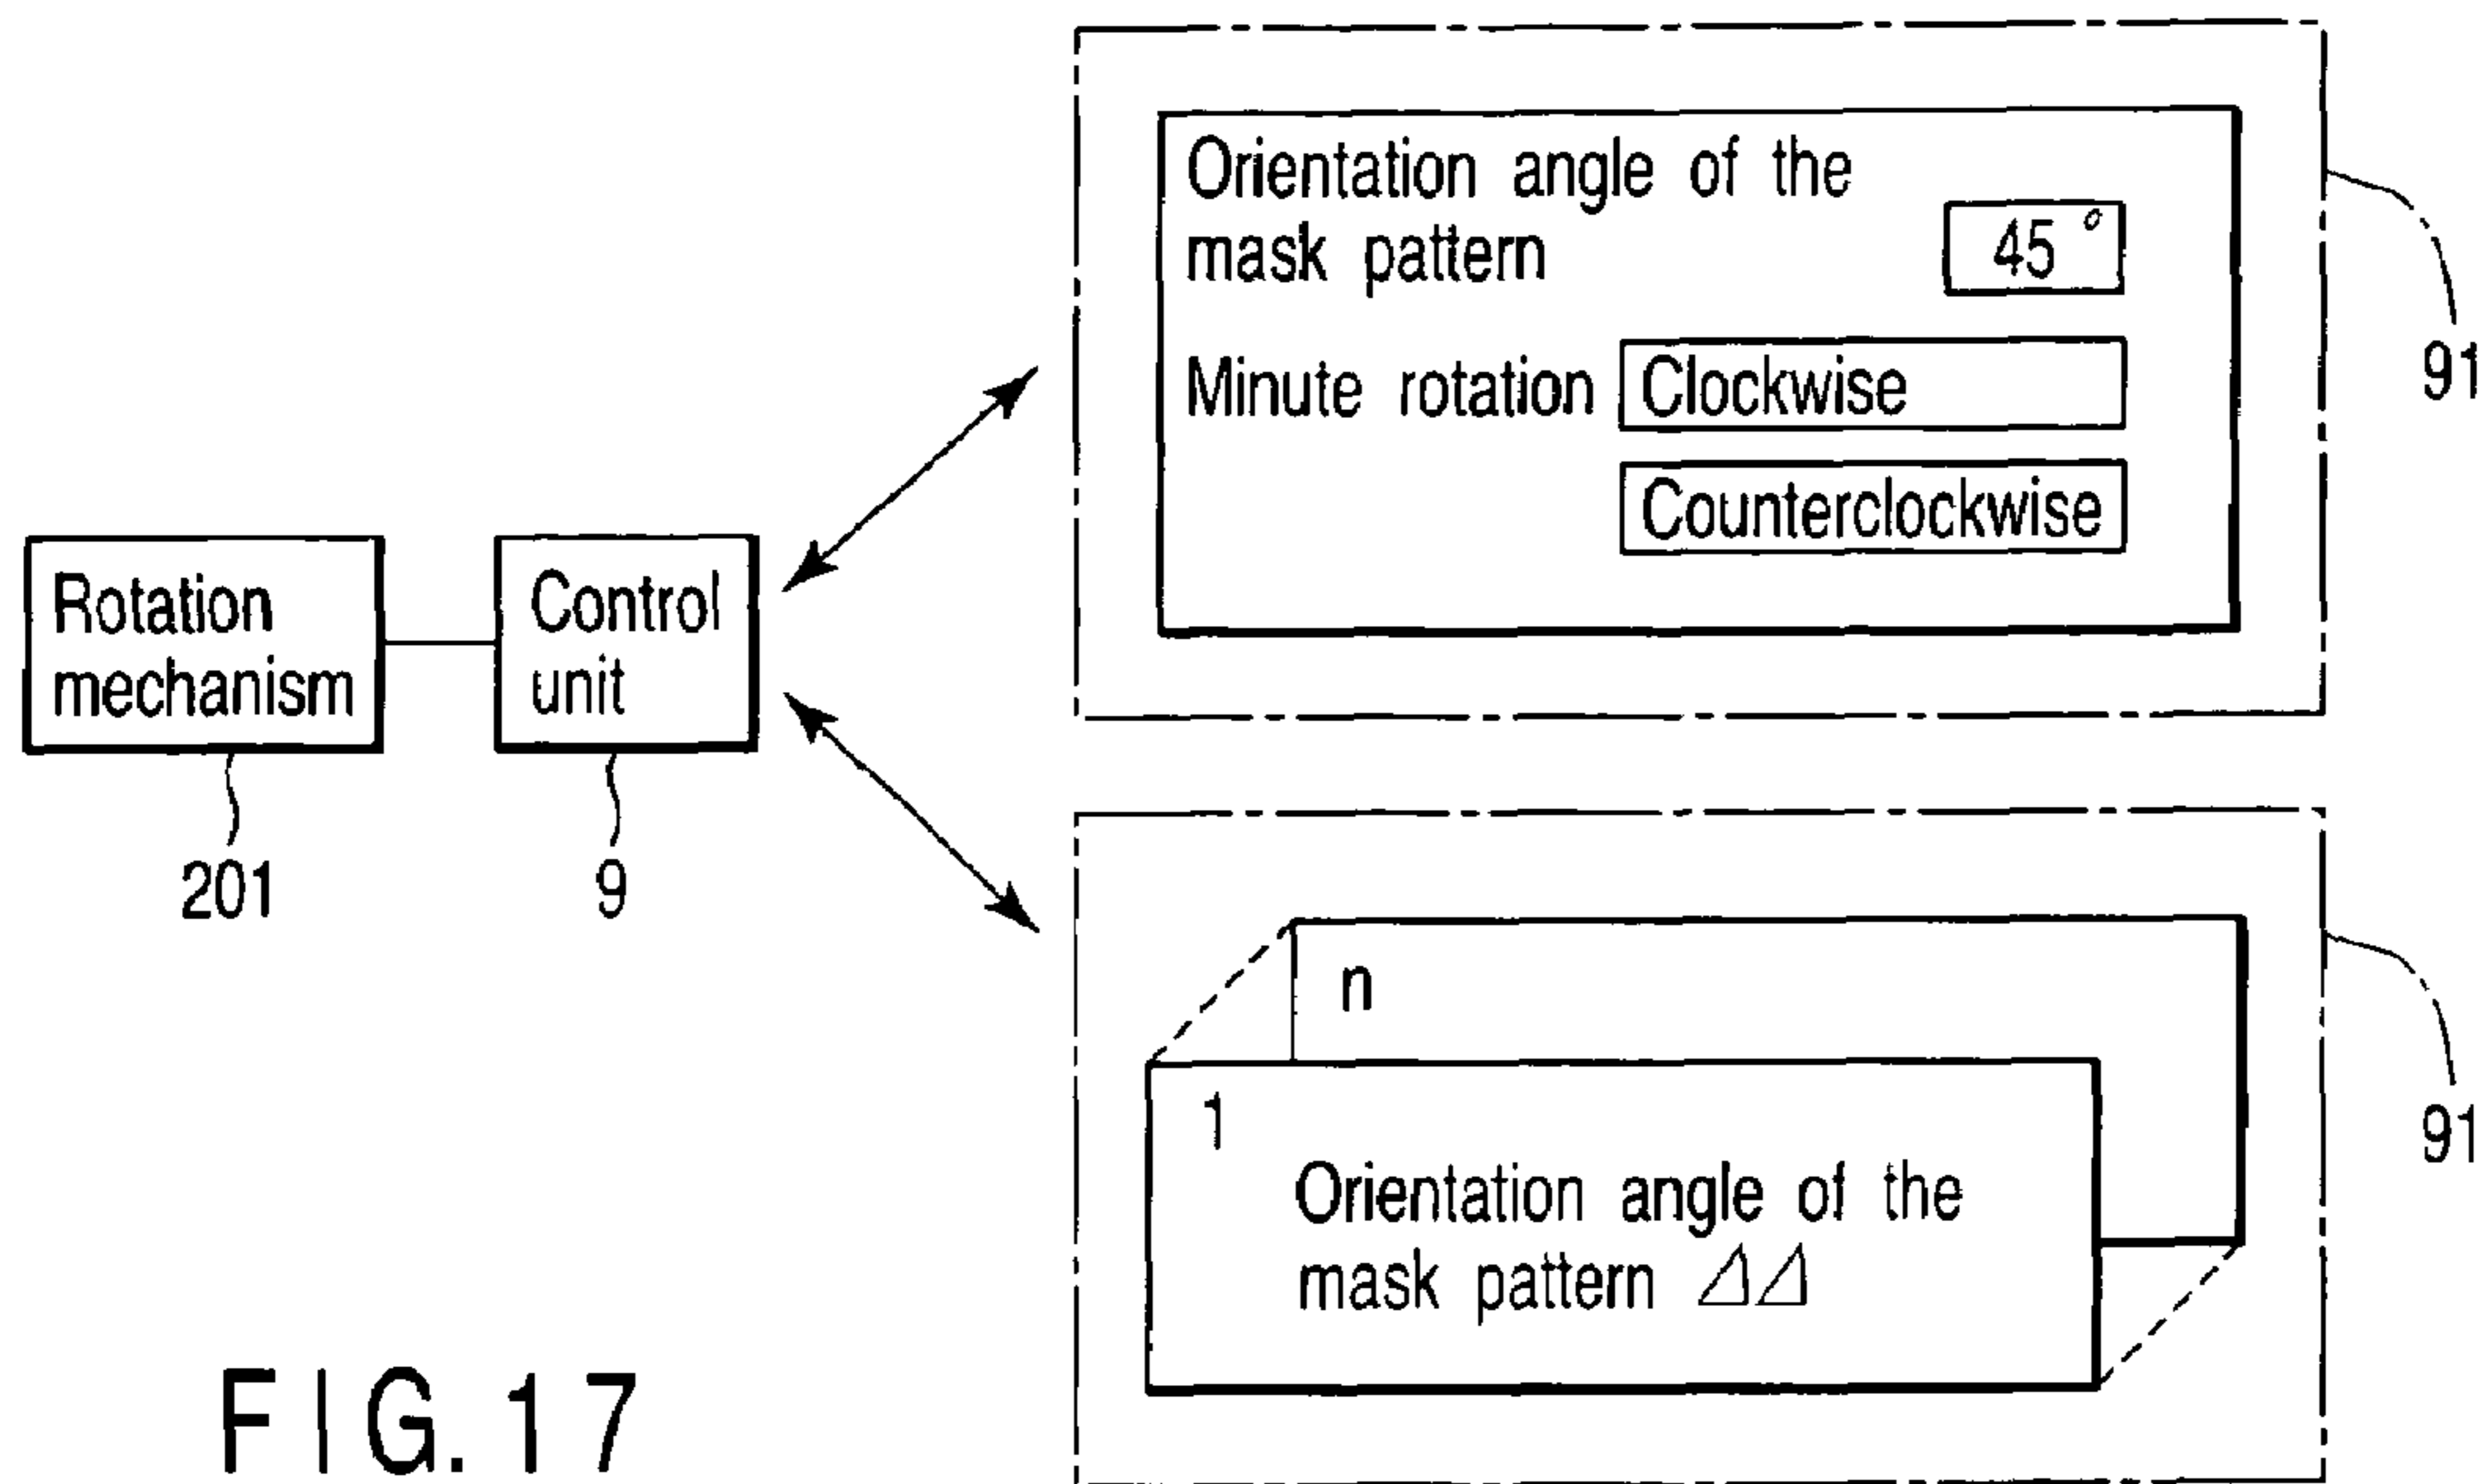 Orientation angle of the
mask pattern
45°
Minute rotation
Clockwise
Counterclockwise
91
Rotation
mechanism
201
Control
unit
9
n
1
Orientation angle of the
mask pattern △△
91
FIG.17